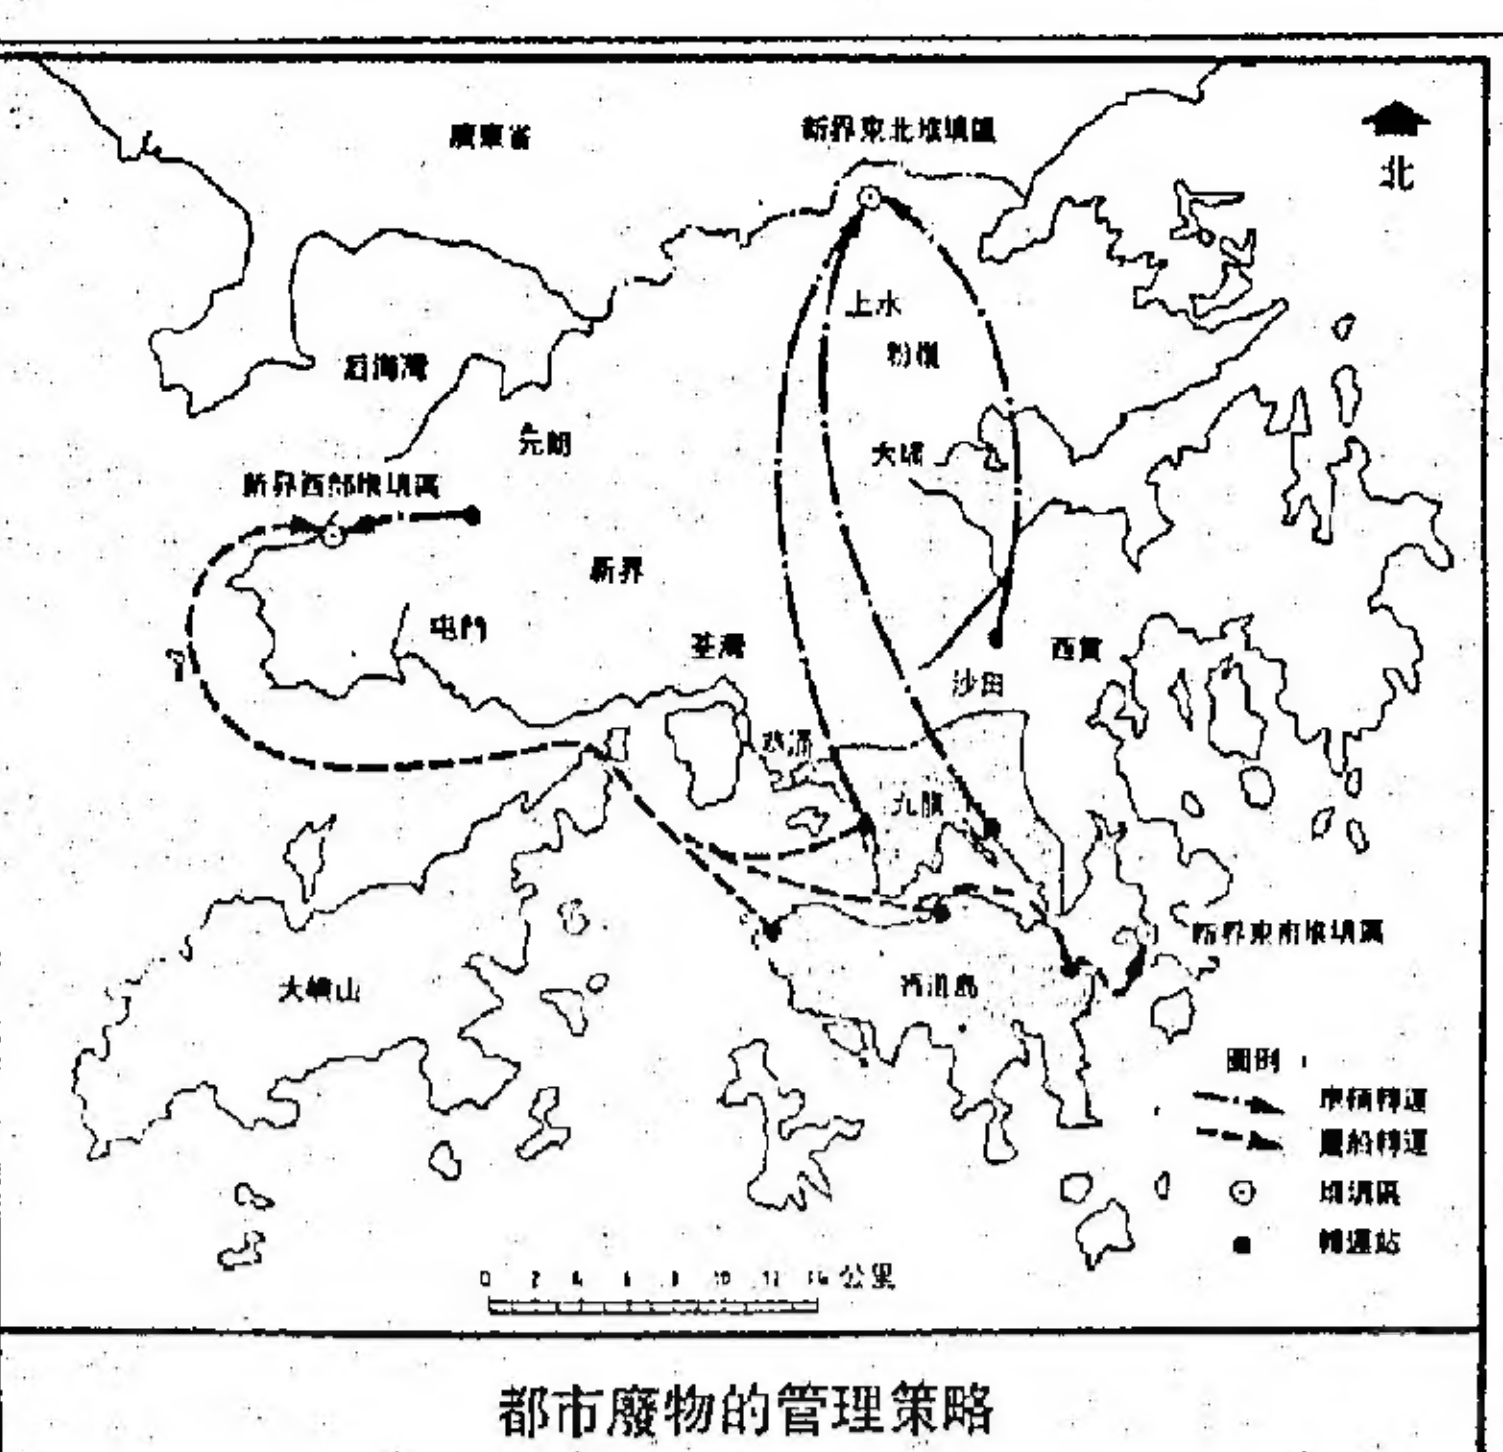 廣東省
新界東北堆填區
北
上水
粉嶺
后海灣
元朗
大埔
新界西部堆填區
新界
屯門
荃灣
西貢
沙田
葵涌
九龍
新界東南堆填區
大嶼山
香港島
圖例
車輛轉運
躉船轉運
堆填區
轉運站
0 2 4 6 8 10 12 14 公里
都市廢物的管理策略